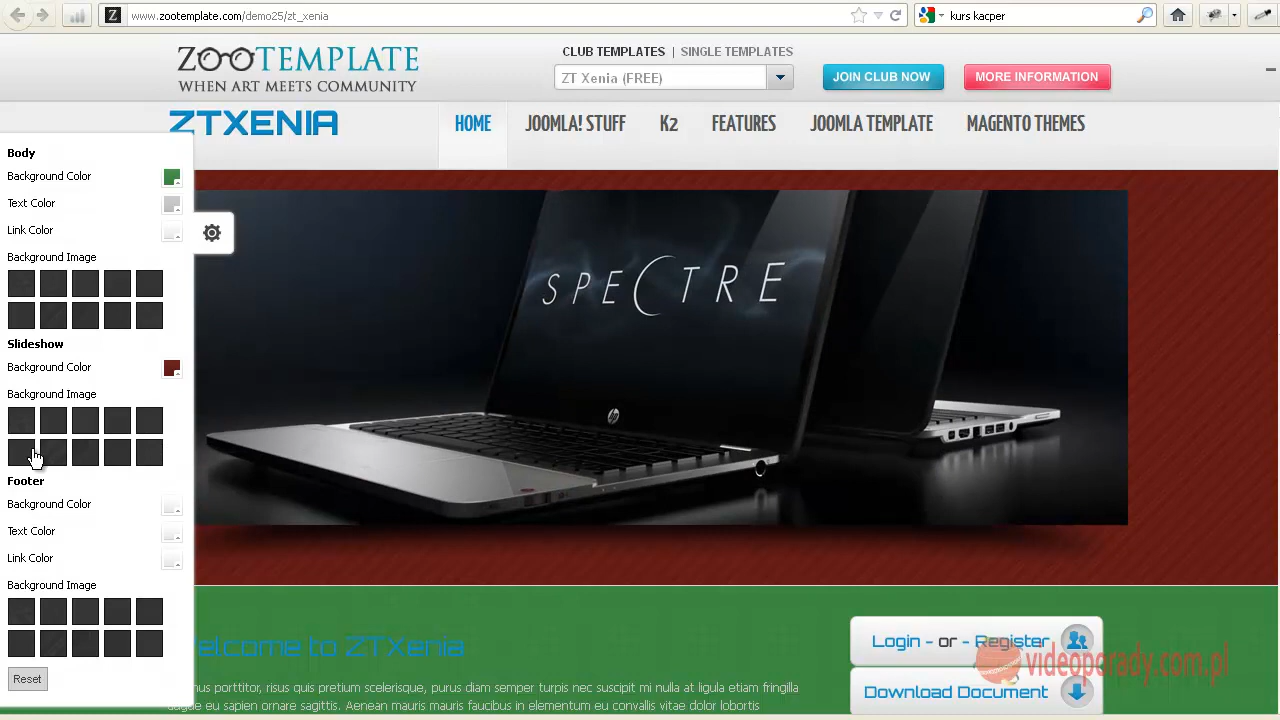 www.zootemplate.com/demo25/zt_xenia
kurs kacper
ZOOTEMPLATE
WHEN ART MEETS COMMUNITY
CLUB TEMPLATES | SINGLE TEMPLATES
ZT Xenia (FREE)
JOIN CLUB NOW
MORE INFORMATION
ZTXENIA
HOME
JOOMLA! STUFF
K2
FEATURES
JOOMLA TEMPLATE
MAGENTO THEMES
Body
Background Color
Text Color
Link Color
Background Image
Slideshow
Background Color
Background Image
Footer
Background Color
Text Color
Link Color
Background Image
Reset
SPECTRE
hp
elcome to ZTXenia
mus porttitor, risus quis pretium scelerisque, purus diam semper turpis nec suscipit mi nulla at ligula etiam fringilla
augue eu sapien ornare sagittis. Aenean mauris mauris faucibus in elementum eu convallis vitae dolor lobortis
Login - or - Register
Download Document
videoporady.com.pl